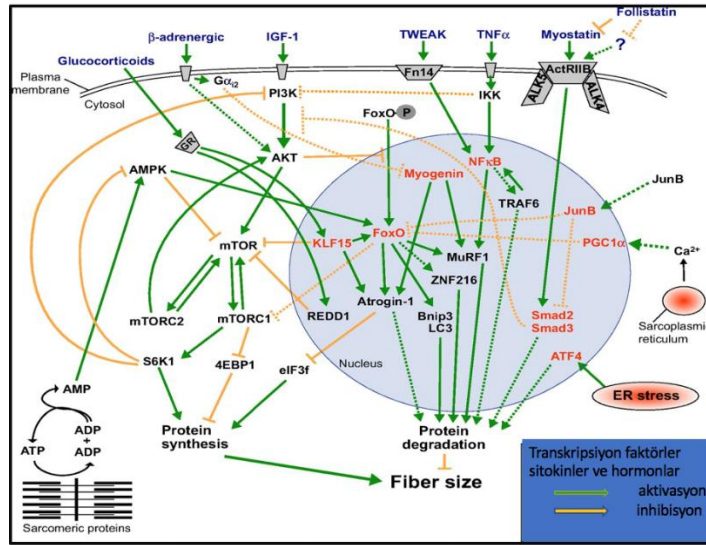 Follistatin
β-adrenergic
IGF-1
TWEAK
TNFα
Myostatin
?
Glucocorticoids
Plasma
membrane
Cytosol
Gαi2
PI3K
Fn14
IKK
ActRIIB
ALK5
ALK4
FoxO P
GR
AKT
AMPK
Myogenin
NFκB
TRAF6
JunB
JunB
mTOR
KLF15
FoxO
MuRF1
PGC1α
Ca²⁺
ZNF216
mTORC2
mTORC1
REDD1
Atrogin-1
Bnip3
LC3
Smad2
Smad3
Sarcoplasmic
reticulum
S6K1
4EBP1
eIF3f
Nucleus
ATF4
ER stress
AMP
ADP
+
ADP
ATP
Protein
synthesis
Protein
degradation
Fiber size
Sarcomeric proteins
Transkripsiyon faktörler
sitokinler ve hormonlar
aktivasyon
inhibisyon